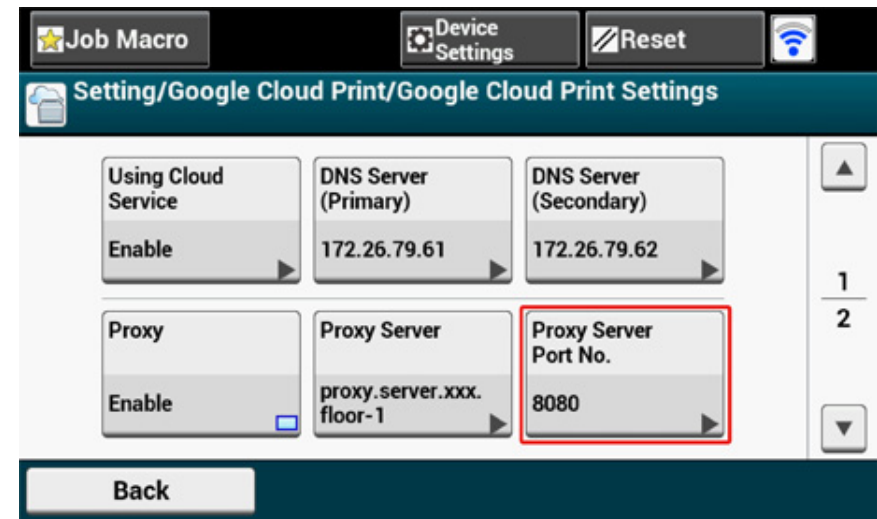 Job Macro
Device
Settings
Reset
Setting/Google Cloud Print/Google Cloud Print Settings
Using Cloud
Service
Enable
DNS Server
(Primary)
172.26.79.61
DNS Server
(Secondary)
172.26.79.62
1
2
Proxy
Enable
Proxy Server
proxy.server.xxx.
floor-1
Proxy Server
Port No.
8080
Back